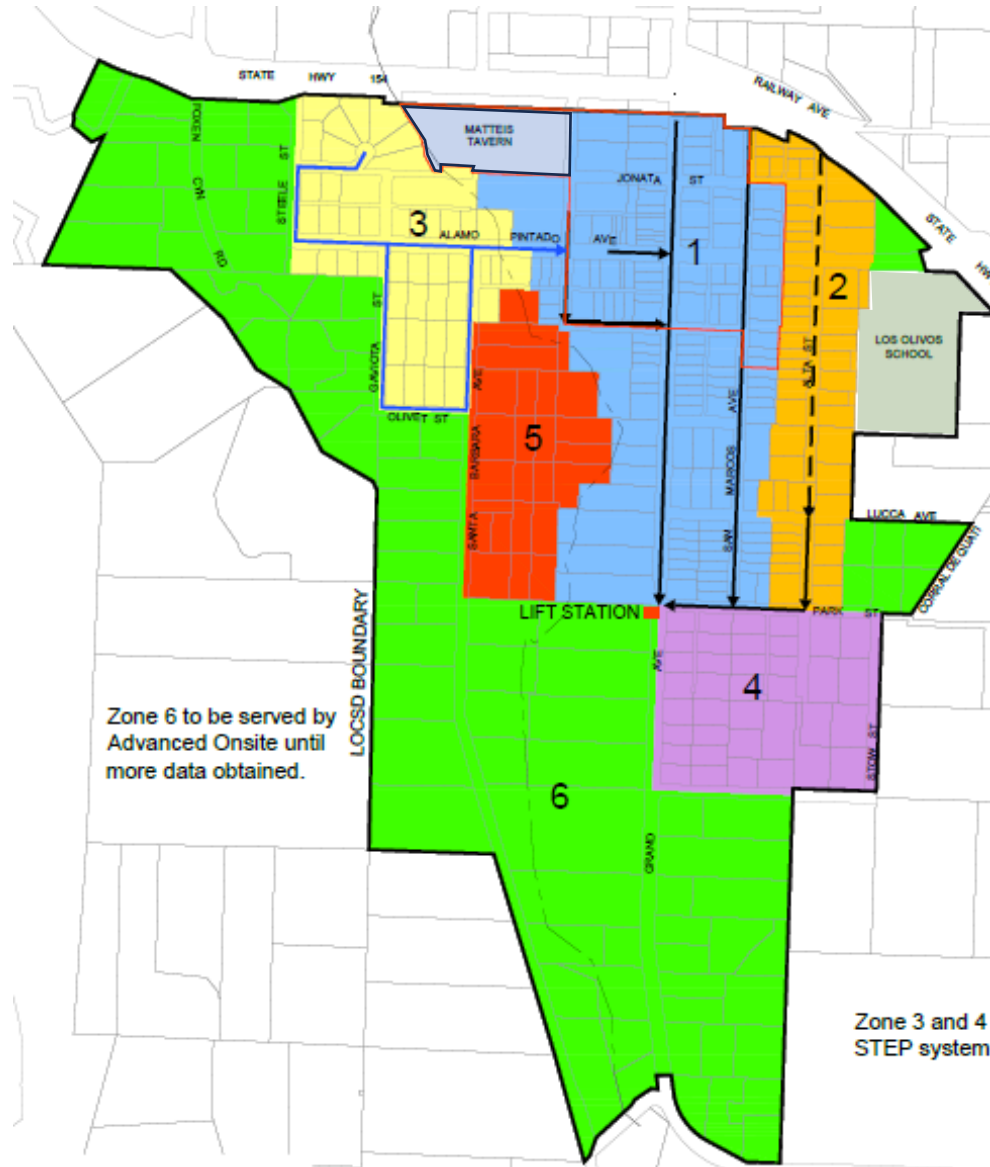 STATE HWY 154
RAILWAY AVE
MATTEIS
TAVERN
FOXEN CYN RD
STEELE ST
JONATA ST
STATE HW
3
ALAMO PINTADO AVE
1
2
LOS OLIVOS
SCHOOL
GAVIOTA ST
ALTA ST
OLIVET ST
SANTA BARBARA AVE
5
SAN MARCOS AVE
LUCCA AVE
CORRAL DE QUATI
LIFT STATION
PARK ST
LOCSD BOUNDARY
4
STOW ST
Zone 6 to be served by
Advanced Onsite until
more data obtained.
6
GRAND AVE
Zone 3 and 4
STEP system